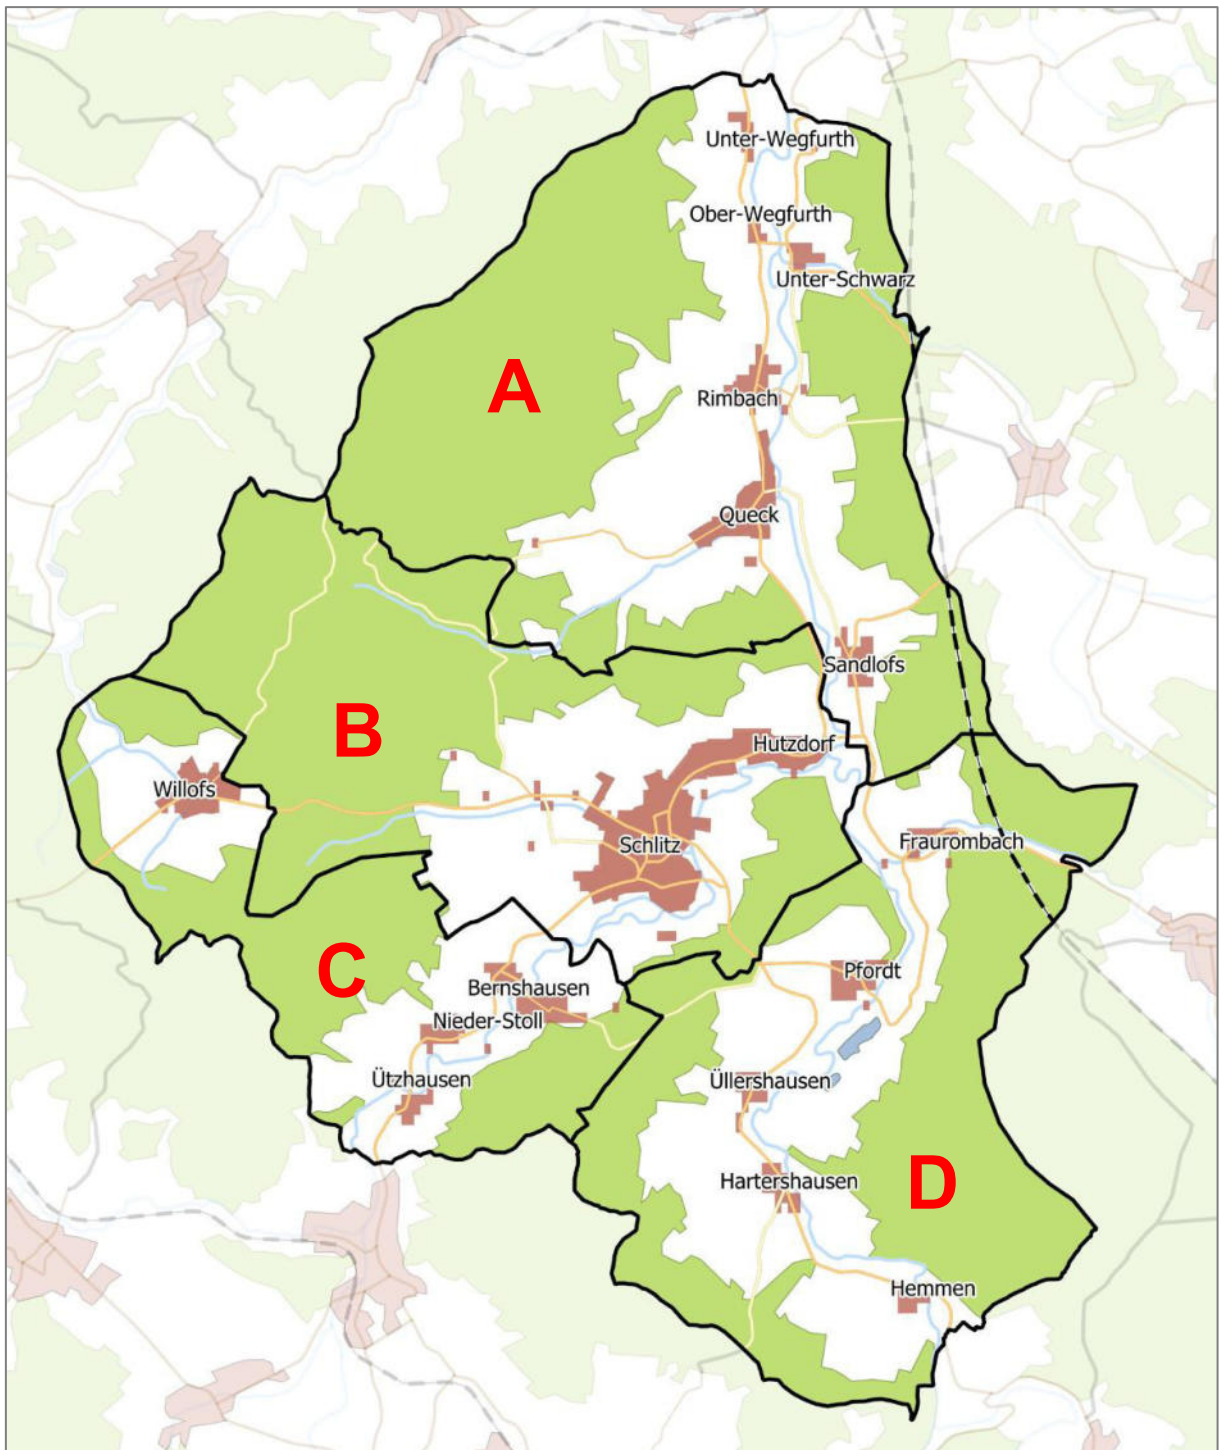 Unter-Wegfurth
Ober-Wegfurth
Unter-Schwarz
A
Rimbach
Queck
Sandlofs
B
Hutzdorf
Willofs
Schlitz
Fraurombach
C
Pfordt
Bernshausen
Nieder-Stoll
Ützhausen
Üllershausen
D
Hartershausen
Hemmen